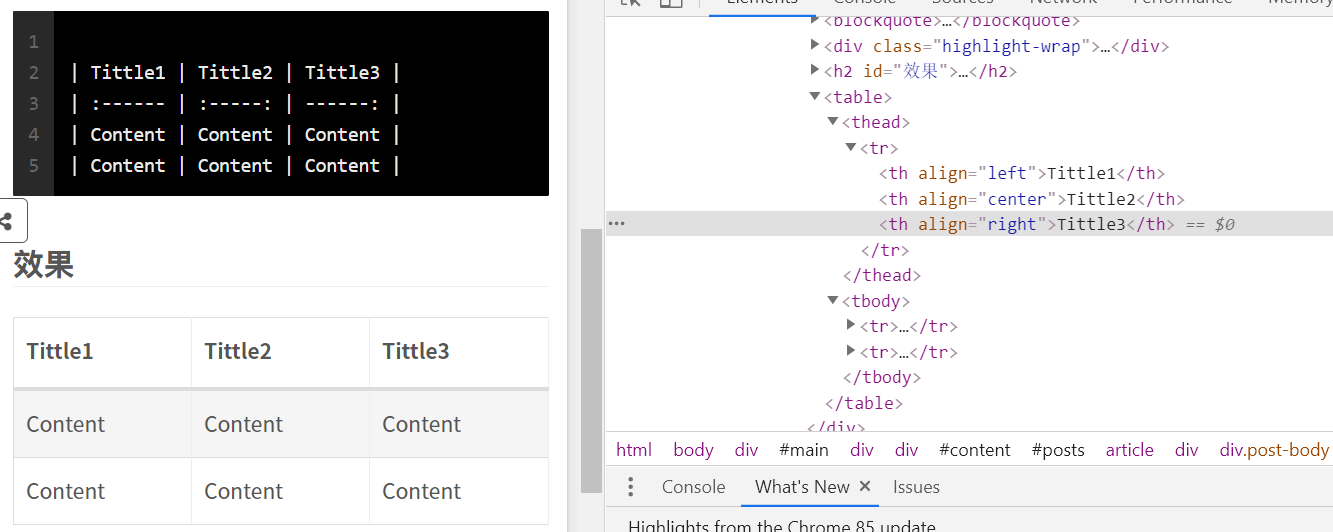 1
2 | Tittle1 | Tittle2 | Tittle3 |
3 | :------ | :-----: | ------: |
4 | Content | Content | Content |
5 | Content | Content | Content |
效果
Tittle1 Tittle2 Tittle3
Content Content Content
Content Content Content
Elements Console Sources Network Performance Memory
<blockquote>…</blockquote>
<div class="highlight-wrap">…</div>
<h2 id="效果">…</h2>
<table>
<thead>
<tr>
<th align="left">Tittle1</th>
<th align="center">Tittle2</th>
<th align="right">Tittle3</th> == $0
</tr>
</thead>
<tbody>
<tr>…</tr>
<tr>…</tr>
</tbody>
</table>
</div>
html body div #main div div #content #posts article div div.post-body
Console What's New Issues
Highlights from the Chrome 85 update